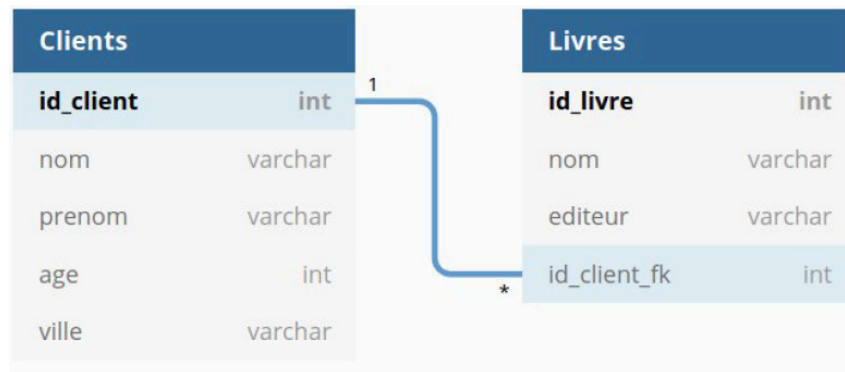 Clients
id_client int
nom varchar
prenom varchar
age int
ville varchar
1
*
Livres
id_livre int
nom varchar
editeur varchar
id_client_fk int